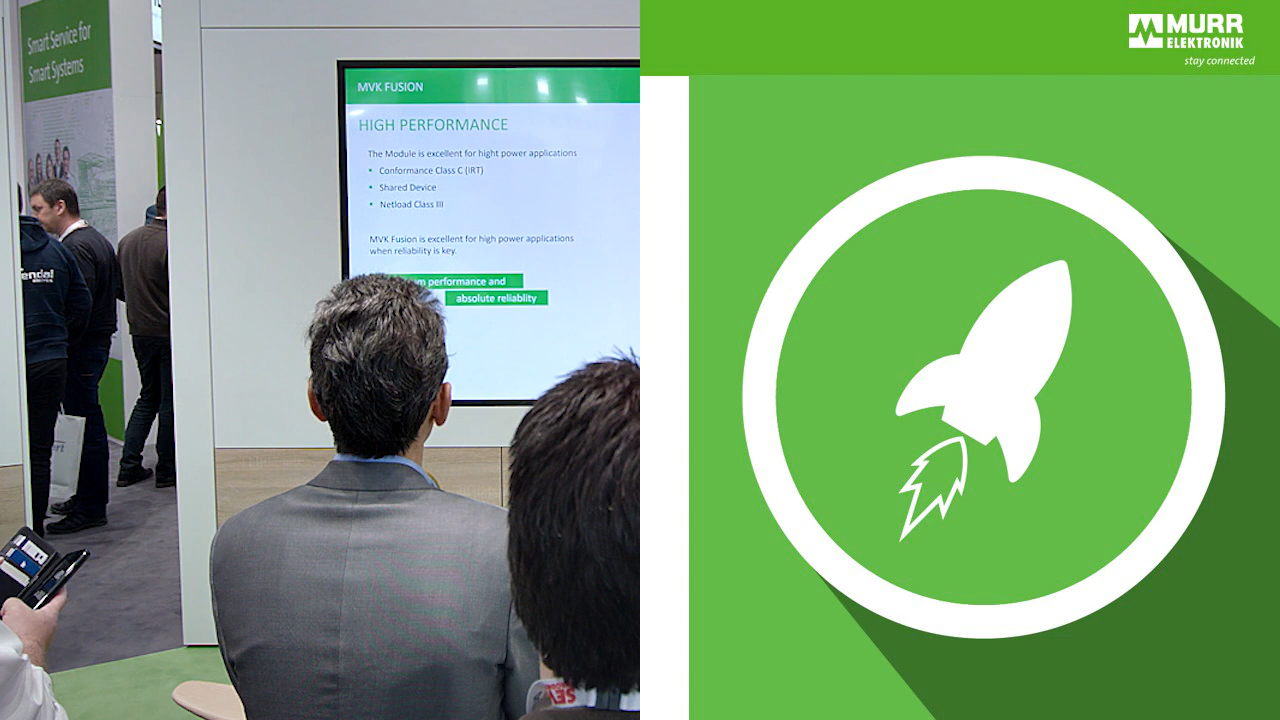 Smart Service for
Smart Systems
endal
MVK FUSION
HIGH PERFORMANCE
The Module is excellent for hight power applications
• Conformance Class C (IRT)
• Shared Device
• Netload Class III
MVK Fusion is excellent for high power applications
when reliability is key.
performance and
absolute reliablity
MURR
ELEKTRONIK
stay connected